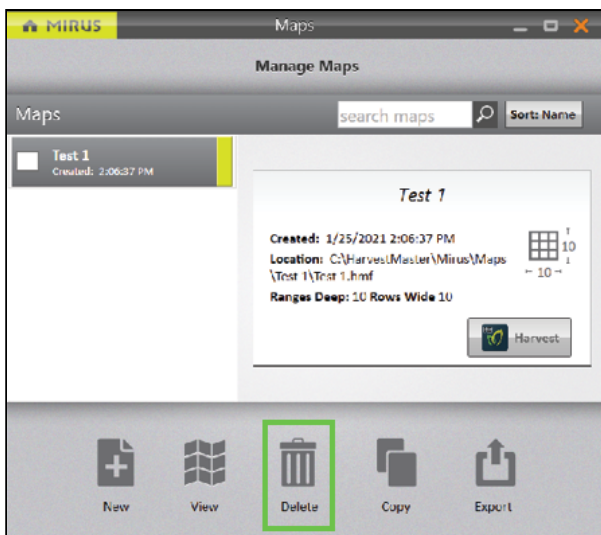 MIRUS
Maps
Manage Maps
Maps
search maps
Sort: Name
Test 1
Created: 2:06:37 PM
Test 1
Created: 1/25/2021 2:06:37 PM
Location: C:\HarvestMaster\Mirus\Maps
\Test 1\Test 1.hmf
Ranges Deep: 10 Rows Wide 10
10
10
Harvest
New
View
Delete
Copy
Export